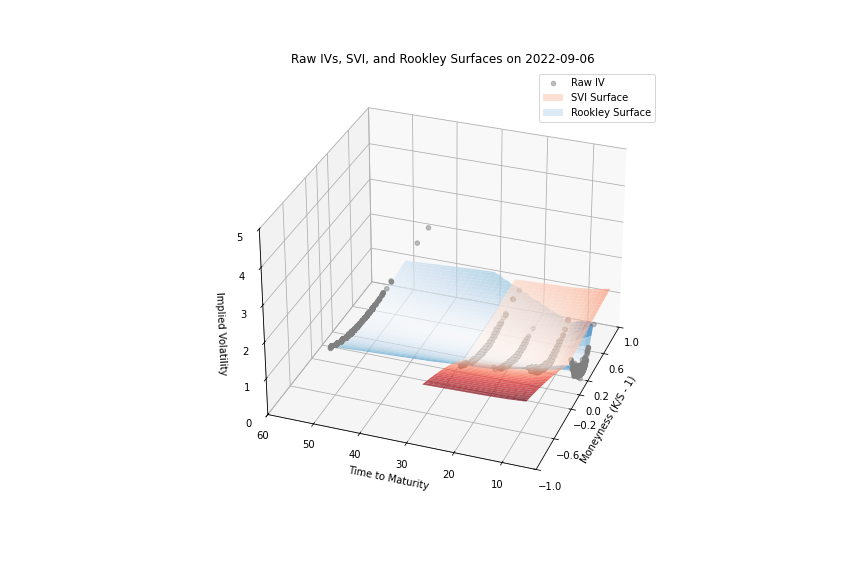 Raw IVs, SVI, and Rookley Surfaces on 2022-09-06
Raw IV
SVI Surface
Rookley Surface
5
4
3
2
1
0
Implied Volatility
60
50
40
30
20
10
Time to Maturity
1.0
0.6
0.2
0.0
−0.2
−0.6
−1.0
Moneyness (K/S - 1)